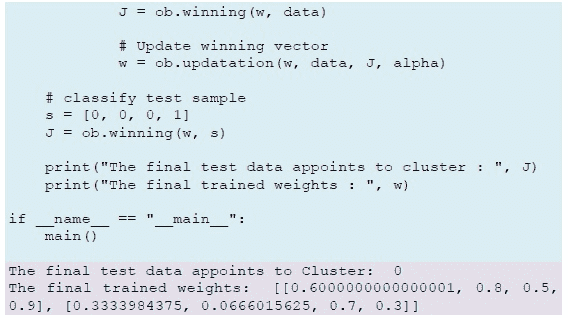 J = ob.winning(w, data)
# Update winning vector
w = ob.updatation(w, data, J, alpha)
# classify test sample
s = [0, 0, 0, 1]
J = ob.winning(w, s)
print("The final test data appoints to cluster : ", J)
print("The final trained weights : ", w)
if __name__ == "__main__":
main()
The final test data appoints to Cluster: 0
The final trained weights: [[0.6000000000000001, 0.8, 0.5,
0.9], [0.3333984375, 0.0666015625, 0.7, 0.3]]